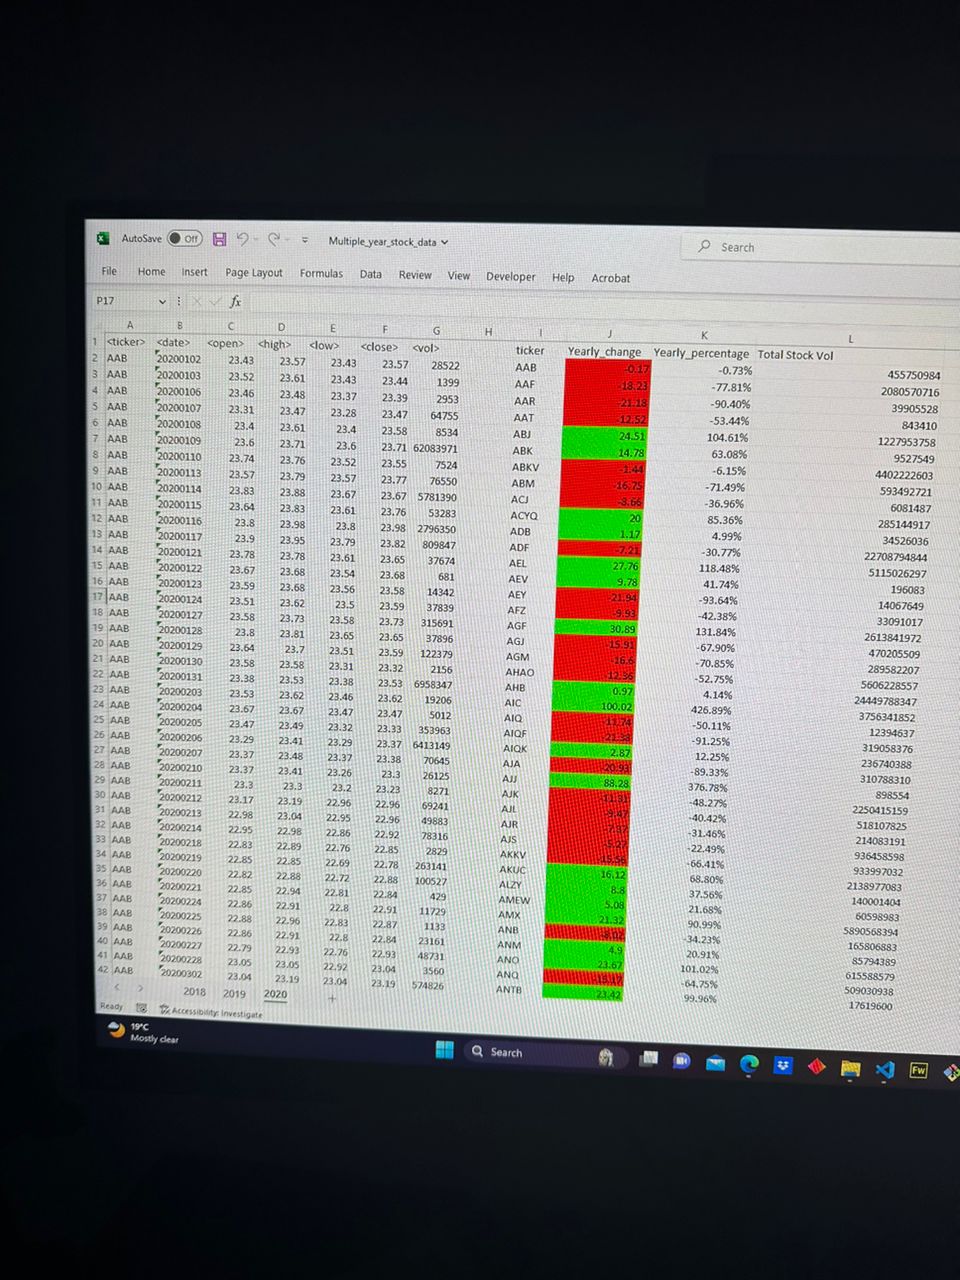 AutoSave Off Multiple_year_stock_data Search
File Home Insert Page Layout Formulas Data Review View Developer Help Acrobat
P17 fx
A B C D E F G H I J K L
1 <ticker> <date> <open> <high> <low> <close> <vol> ticker Yearly_change Yearly_percentage Total Stock Vol
2 AAB 20200102 23.43 23.57 23.43 23.57 28522 AAB -0.17 -0.73% 455750984
3 AAB 20200103 23.52 23.61 23.43 23.44 1399 AAF -18.23 -77.81% 2080570716
4 AAB 20200106 23.46 23.48 23.37 23.39 2953 AAR -21.18 -90.40% 39905528
5 AAB 20200107 23.31 23.47 23.28 23.47 64755 AAT -12.52 -53.44% 843410
6 AAB 20200108 23.4 23.61 23.4 23.58 8534 ABJ 24.51 104.61% 1227953758
7 AAB 20200109 23.6 23.71 23.6 23.71 62083971 ABK 14.78 63.08% 9527549
8 AAB 20200110 23.74 23.76 23.52 23.55 7524 ABKV -1.44 -6.15% 4402222603
9 AAB 20200113 23.57 23.79 23.57 23.77 76550 ABM -16.75 -71.49% 593492721
10 AAB 20200114 23.83 23.88 23.67 23.67 5781390 ACJ -8.66 -36.96% 6081487
11 AAB 20200115 23.64 23.83 23.61 23.76 53283 ACYQ 20 85.36% 285144917
12 AAB 20200116 23.8 23.98 23.8 23.98 2796350 ADB 1.17 4.99% 34526036
13 AAB 20200117 23.9 23.95 23.79 23.82 809847 ADF -7.21 -30.77% 22708794844
14 AAB 20200121 23.78 23.78 23.61 23.65 37674 AEL 27.76 118.48% 5115026297
15 AAB 20200122 23.67 23.68 23.54 23.68 681 AEV 9.78 41.74% 196083
16 AAB 20200123 23.59 23.68 23.56 23.58 14342 AEY -21.94 -93.64% 14067649
17 AAB 20200124 23.51 23.62 23.5 23.59 37839 AFZ -9.93 -42.38% 33091017
18 AAB 20200127 23.58 23.73 23.58 23.73 315691 AGF 30.89 131.84% 2613841972
19 AAB 20200128 23.8 23.81 23.65 23.65 37896 AGJ -15.91 -67.90% 470205509
20 AAB 20200129 23.64 23.7 23.51 23.59 122379 AGM -16.6 -70.85% 289582207
21 AAB 20200130 23.58 23.58 23.31 23.32 2156 AHAO -12.36 -52.75% 5606228557
22 AAB 20200131 23.38 23.53 23.38 23.53 6958347 AHB 0.97 4.14% 24449788347
23 AAB 20200203 23.53 23.62 23.46 23.62 19206 AIC 100.02 426.89% 3756341852
24 AAB 20200204 23.67 23.67 23.47 23.47 5012 AIQ -11.74 -50.11% 12394637
25 AAB 20200205 23.47 23.49 23.32 23.33 353963 AIQF -21.38 -91.25% 319058376
26 AAB 20200206 23.29 23.41 23.29 23.37 6413149 AIQK 2.87 12.25% 236740388
27 AAB 20200207 23.37 23.48 23.37 23.38 70645 AJA -20.93 -89.33% 310788310
28 AAB 20200210 23.37 23.41 23.26 23.3 26125 AJJ 88.28 376.78% 898554
29 AAB 20200211 23.3 23.3 23.2 23.23 8271 AJK -11.31 -48.27% 2250415159
30 AAB 20200212 23.17 23.19 22.96 22.96 69241 AJL -9.47 -40.42% 518107825
31 AAB 20200213 22.98 23.04 22.95 22.96 49883 AJR -7.37 -31.46% 214083191
32 AAB 20200214 22.95 22.98 22.86 22.92 78316 AJS -5.27 -22.49% 936458598
33 AAB 20200218 22.83 22.89 22.76 22.85 2829 AKKV -15.56 -66.41% 933997032
34 AAB 20200219 22.85 22.85 22.69 22.78 263141 AKUC 16.12 68.80% 2138977083
35 AAB 20200220 22.82 22.88 22.72 22.88 100527 ALZY 8.8 37.56% 140001404
36 AAB 20200221 22.85 22.94 22.81 22.84 429 AMEW 5.08 21.68% 60598983
37 AAB 20200224 22.86 22.91 22.8 22.91 11729 AMX 21.32 90.99% 5890568394
38 AAB 20200225 22.88 22.96 22.83 22.87 1133 ANB -8.02 -34.23% 165806883
39 AAB 20200226 22.86 22.91 22.8 22.84 23161 ANM 4.9 20.91% 85794389
40 AAB 20200227 22.79 22.93 22.76 22.93 48731 ANO 23.67 101.02% 615588579
41 AAB 20200228 23.05 23.05 22.92 23.04 3560 ANQ -15.17 -64.75% 509030938
42 AAB 20200302 23.04 23.19 23.04 23.19 574826 ANTB 23.42 99.96% 17619600
2018 2019 2020 +
Ready Accessibility: Investigate
19°C
Mostly clear
Search
Fw